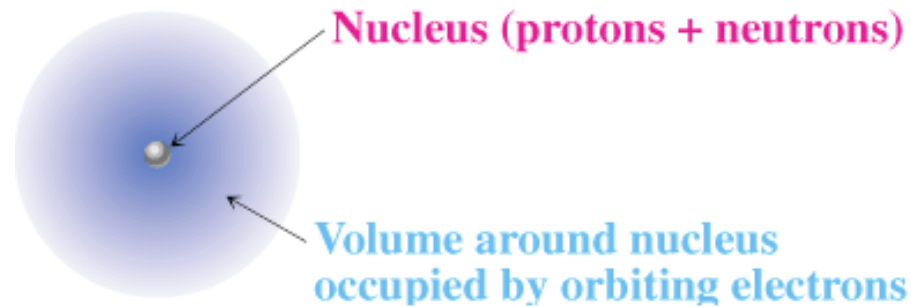 Nucleus (protons + neutrons)
Volume around nucleus
occupied by orbiting electrons